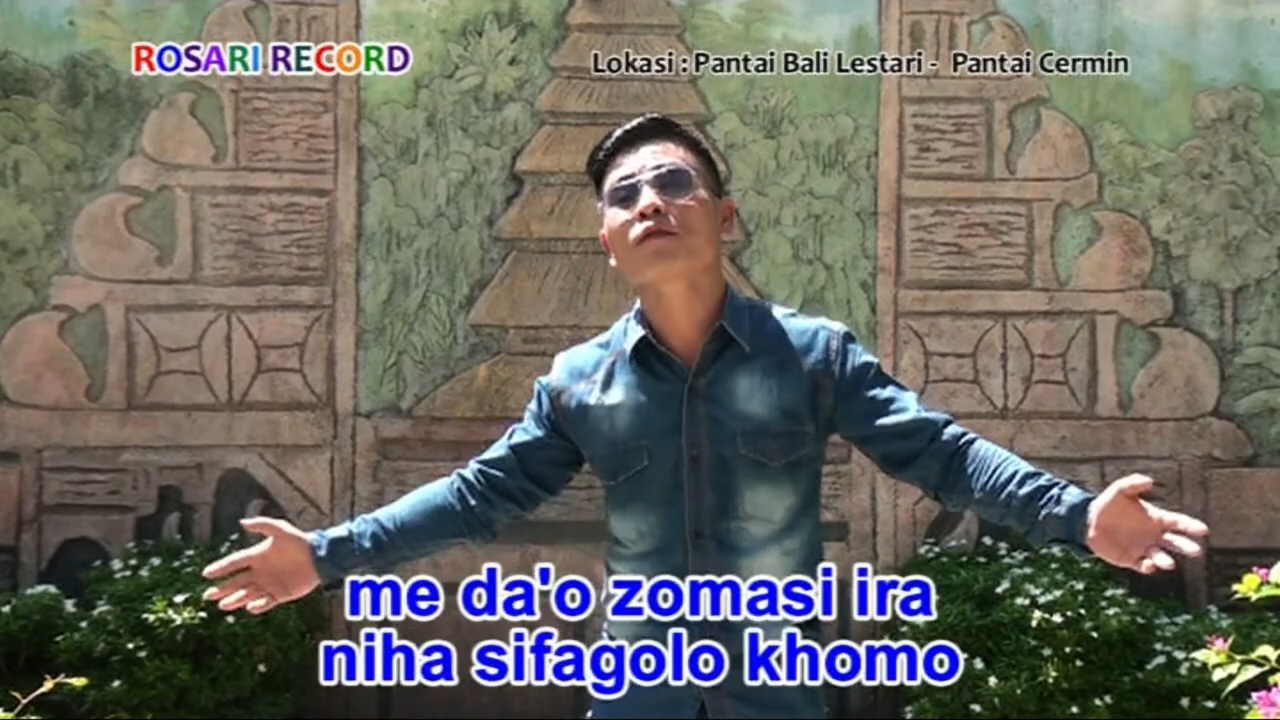 ROSARI RECORD
Lokasi : Pantai Bali Lestari - Pantai Cermin
me da'o zomasi ira
niha sifagolo khomo